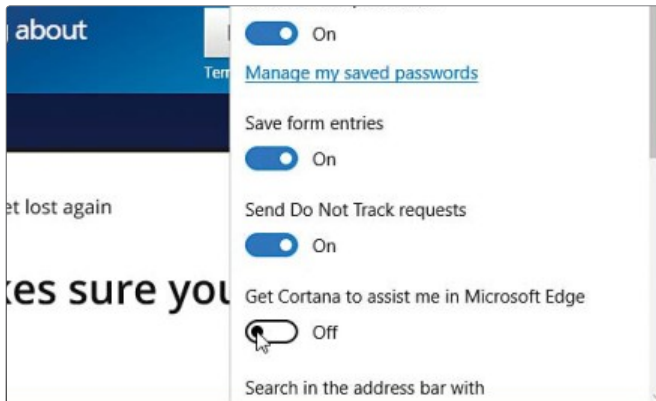 about
On
Ter
Manage my saved passwords
Save form entries
On
et lost again
Send Do Not Track requests
On
kes sure you
Get Cortana to assist me in Microsoft Edge
Off
Search in the address bar with